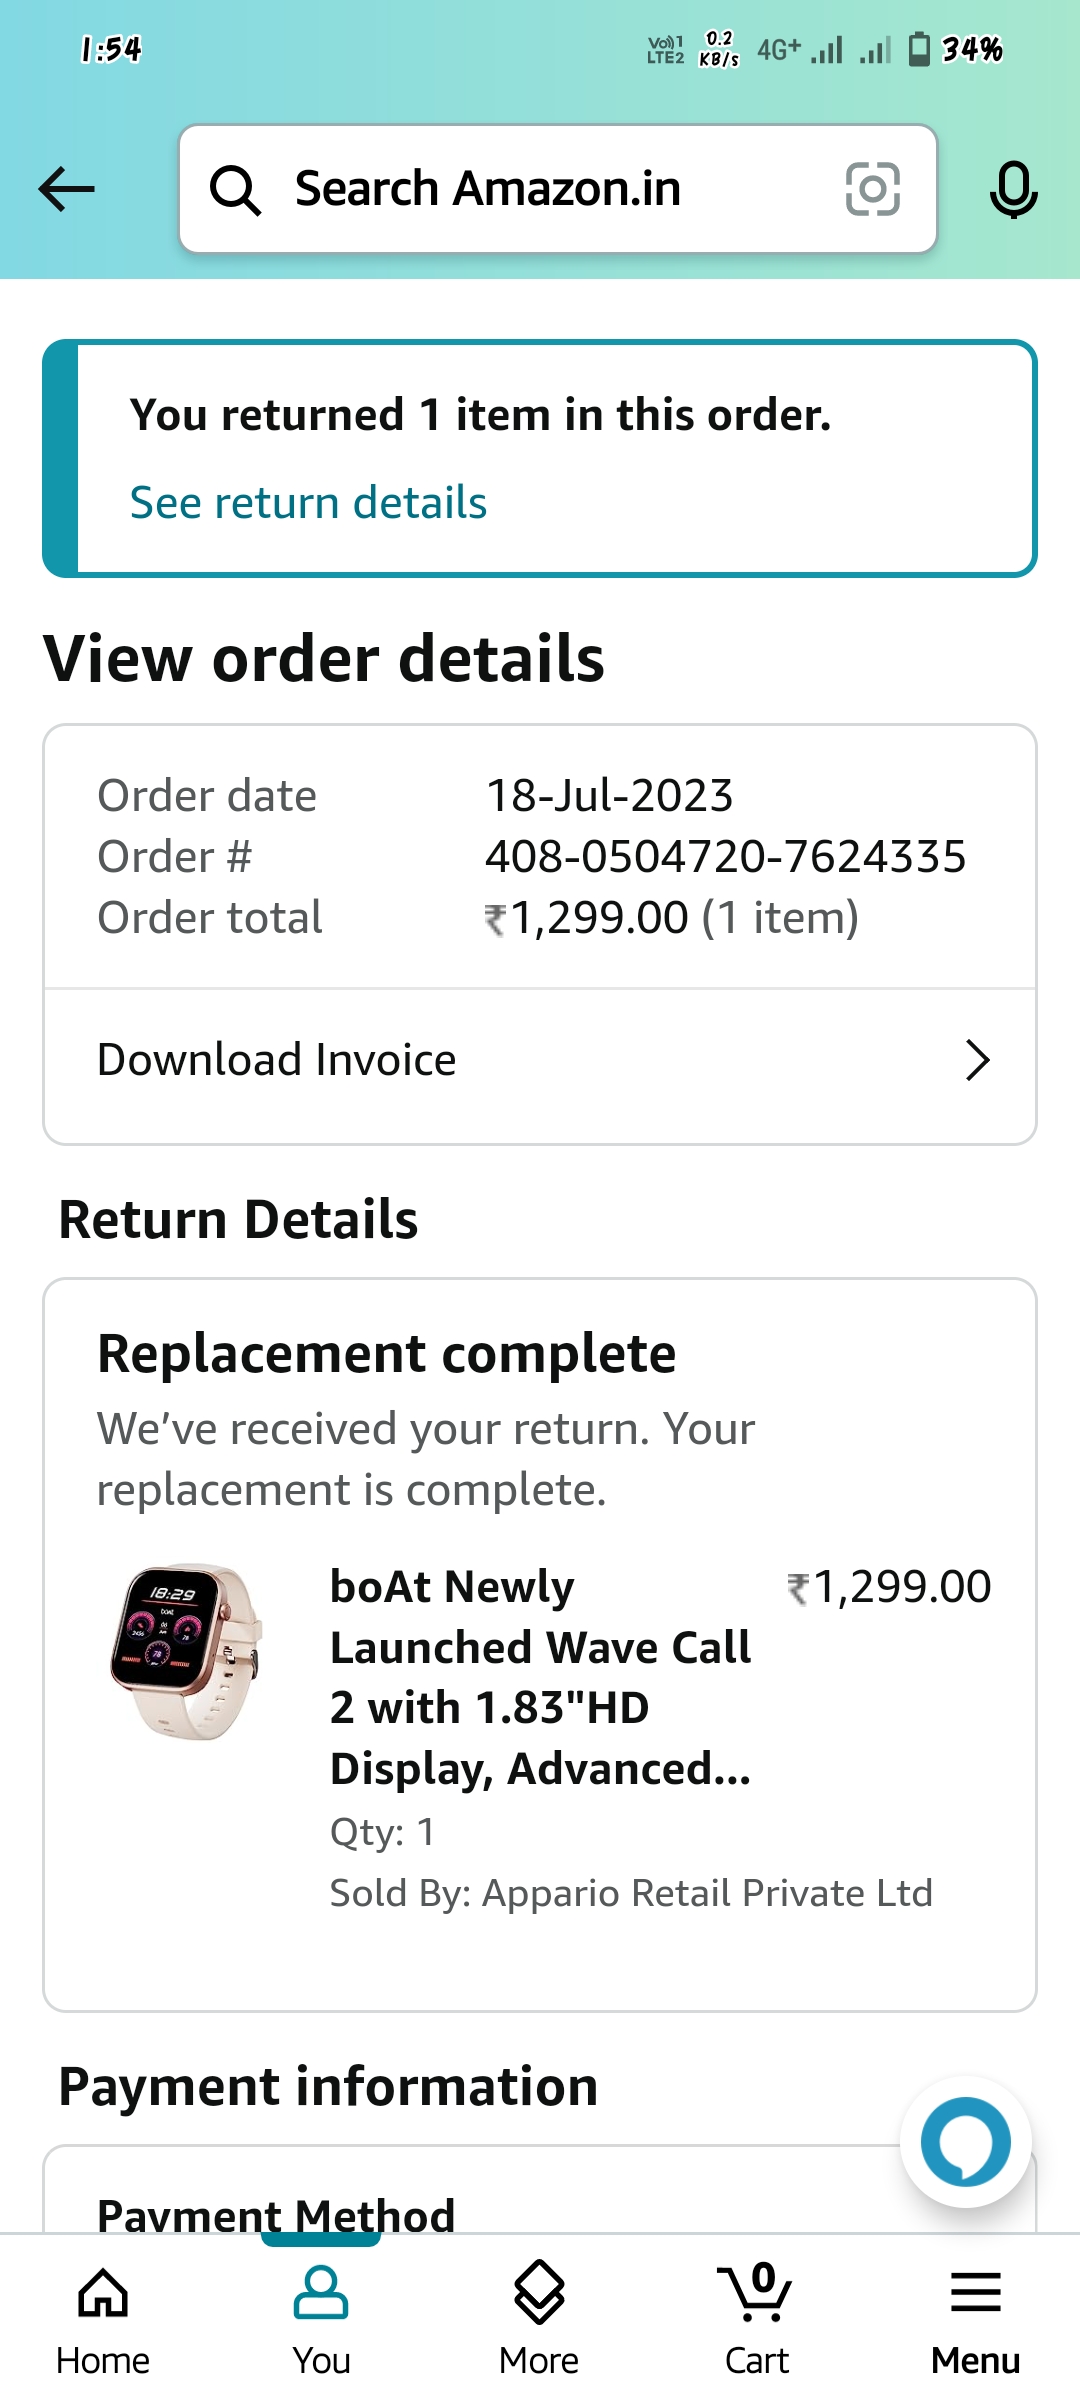 1:54
Vo))1
LTE2
0.2
KB/s
4G+
34%
Search Amazon.in
You returned 1 item in this order.
See return details
View order details
Order date 18-Jul-2023
Order # 408-0504720-7624335
Order total ₹1,299.00 (1 item)
Download Invoice
Return Details
Replacement complete
We've received your return. Your
replacement is complete.
18:29
boAt Newly ₹1,299.00
Launched Wave Call
2 with 1.83"HD
Display, Advanced...
Qty: 1
Sold By: Appario Retail Private Ltd
Payment information
Payment Method
0
Home You More Cart Menu